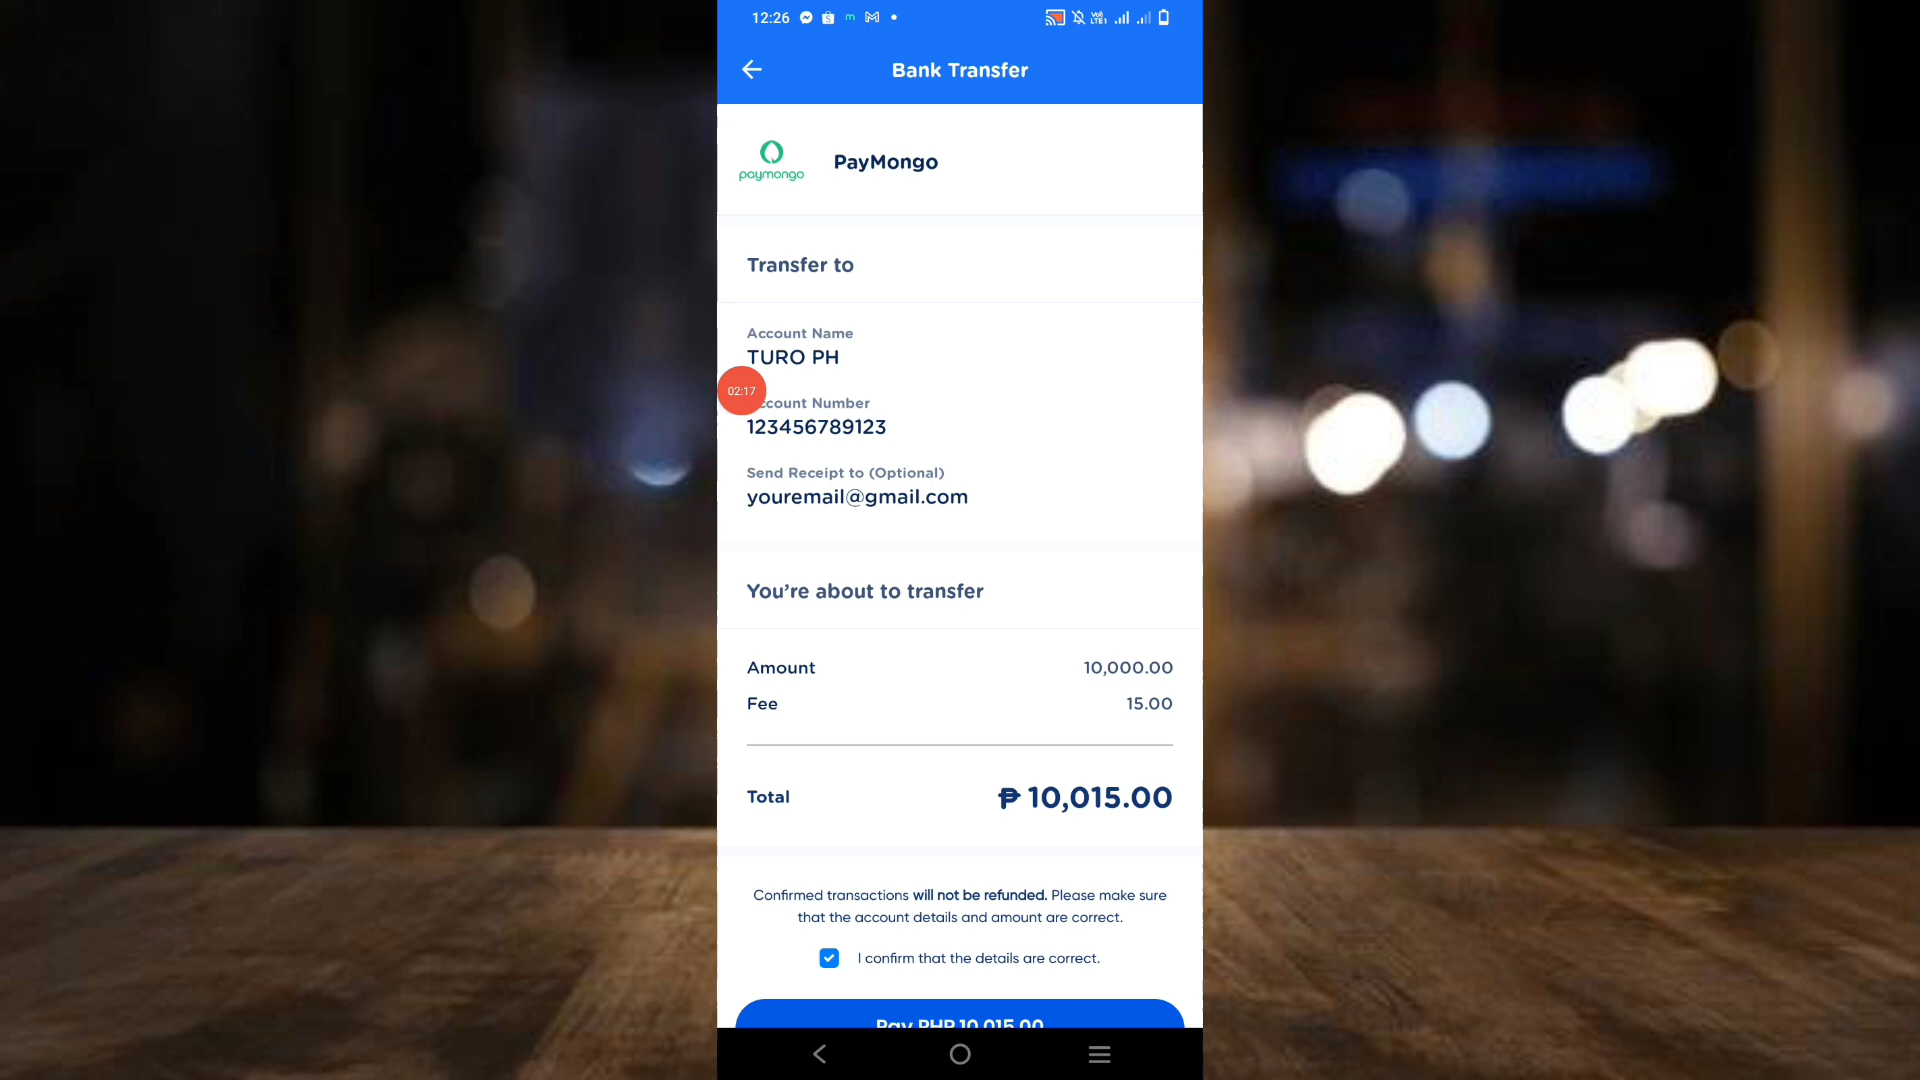 12:26
Bank Transfer
paymongo
PayMongo
Transfer to
Account Name
TURO PH
02:17
ccount Number
123456789123
Send Receipt to (Optional)
youremail@gmail.com
You're about to transfer
Amount 10,000.00
Fee 15.00
Total ₱ 10,015.00
Confirmed transactions will not be refunded. Please make sure
that the account details and amount are correct.
I confirm that the details are correct.
Pay PHP 10,015.00